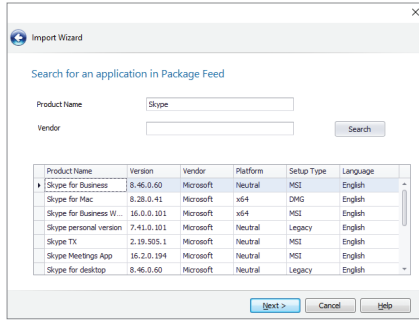 Import Wizard
Search for an application in Package Feed
Product Name Skype
Vendor Search
Product Name Version Vendor Platform Setup Type Language
Skype for Business 8.46.0.60 Microsoft Neutral MSI English
Skype for Mac 8.28.0.41 Microsoft x64 DMG English
Skype for Business W... 16.0.0.101 Microsoft x64 MSI English
Skype personal version 7.41.0.101 Microsoft Neutral Legacy English
Skype TX 2.19.505.1 Microsoft Neutral MSI English
Skype Meetings App 16.2.0.194 Microsoft Neutral MSI English
Skype for desktop 8.46.0.60 Microsoft Neutral Legacy English
Next > Cancel Help